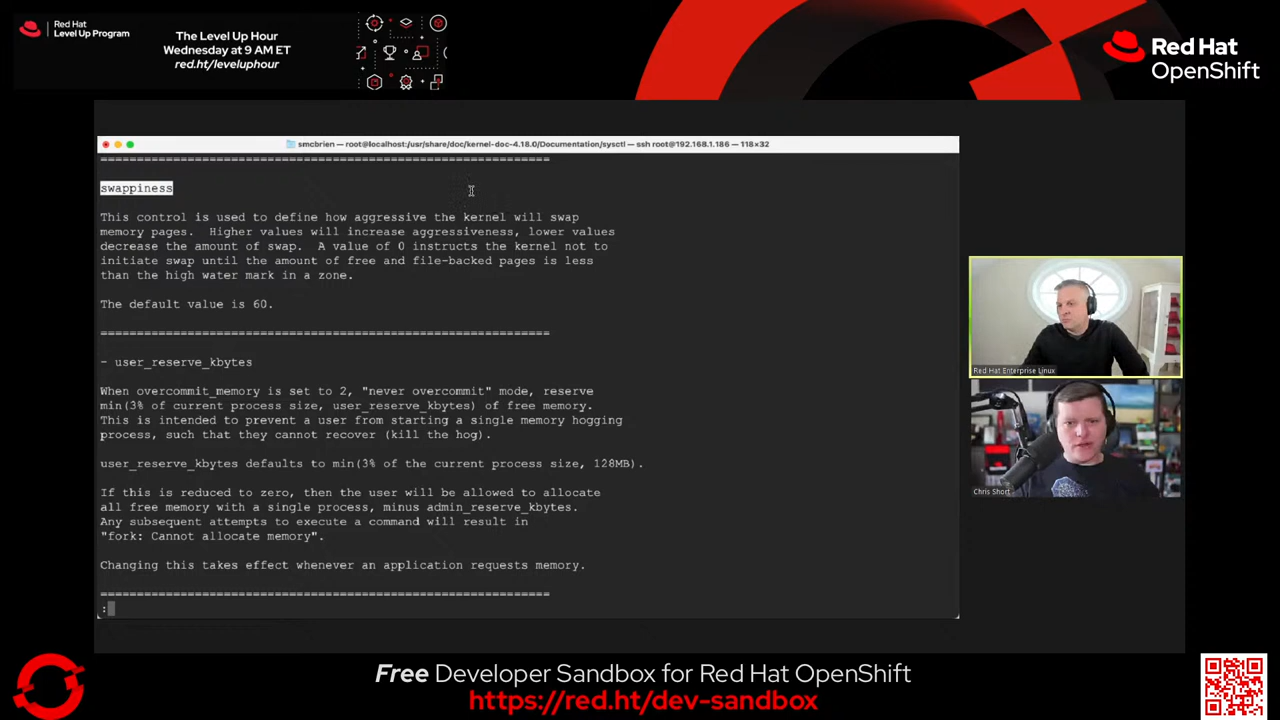 Red Hat
Level Up Program
The Level Up Hour
Wednesday at 9 AM ET
red.ht/leveluphour
Red Hat
OpenShift
smcbrien — root@localhost:/usr/share/doc/kernel-doc-4.18.0/Documentation/sysctl — ssh root@192.168.1.186 — 118×32
==============================================================
swappiness
This control is used to define how aggressive the kernel will swap
memory pages.  Higher values will increase aggressiveness, lower values
decrease the amount of swap.  A value of 0 instructs the kernel not to
initiate swap until the amount of free and file-backed pages is less
than the high water mark in a zone.
The default value is 60.
==============================================================
- user_reserve_kbytes
When overcommit_memory is set to 2, "never overcommit" mode, reserve
min(3% of current process size, user_reserve_kbytes) of free memory.
This is intended to prevent a user from starting a single memory hogging
process, such that they cannot recover (kill the hog).
user_reserve_kbytes defaults to min(3% of the current process size, 128MB).
If this is reduced to zero, then the user will be allowed to allocate
all free memory with a single process, minus admin_reserve_kbytes.
Any subsequent attempts to execute a command will result in
"fork: Cannot allocate memory".
Changing this takes effect whenever an application requests memory.
==============================================================
:
Red Hat Enterprise Linux
Chris Short
Free Developer Sandbox for Red Hat OpenShift
https://red.ht/dev-sandbox